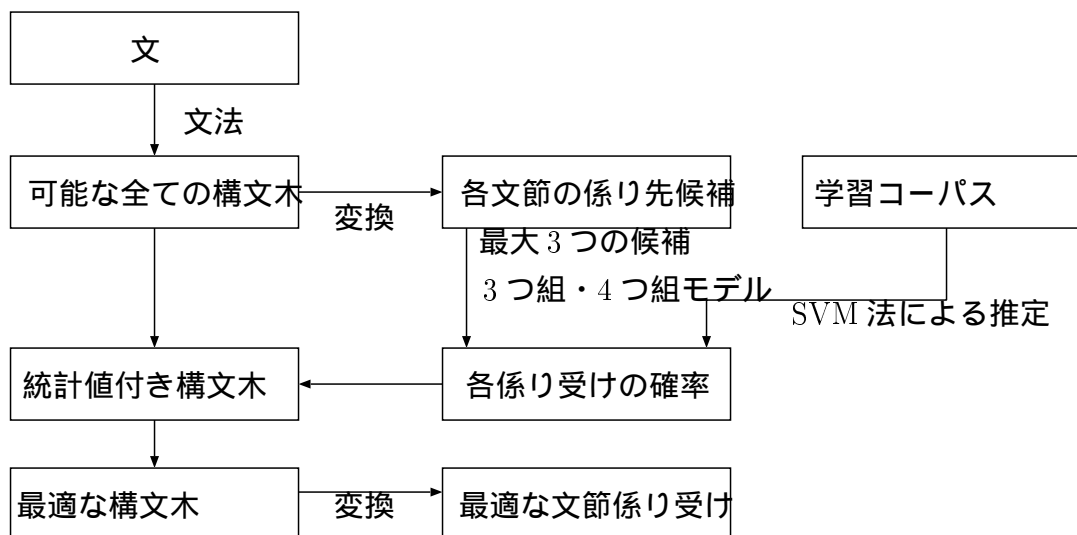 文
文法
可能な全ての構文木
変換
各文節の係り先候補
学習コーパス
最大 3 つの候補
3 つ組・4 つ組モデル
SVM 法による推定
統計値付き構文木
各係り受けの確率
最適な構文木
変換
最適な文節係り受け